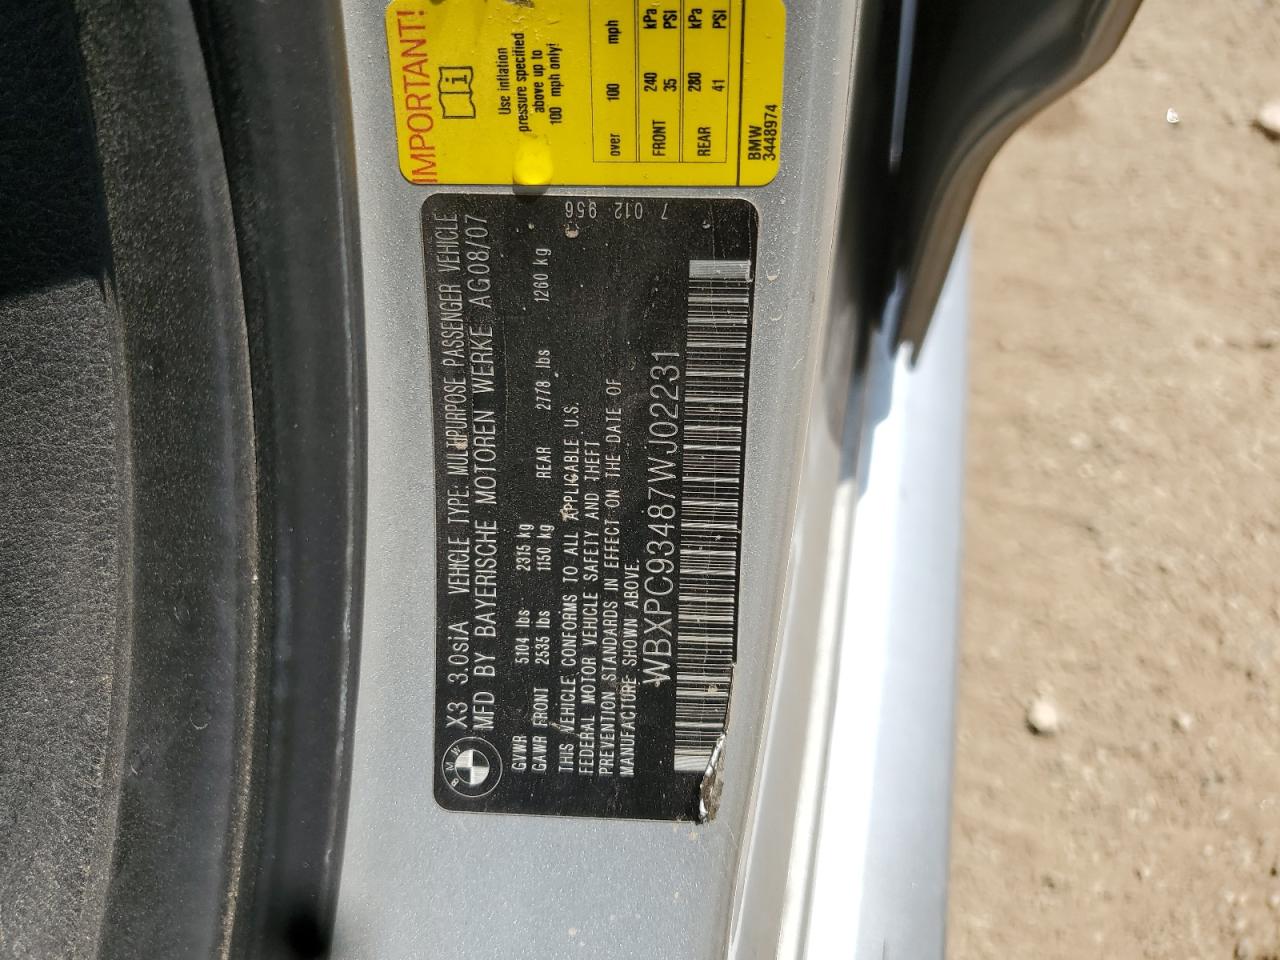 X3 3.0siA VEHICLE TYPE: MULTIPURPOSE PASSENGER VEHICLE
MFD BY BAYERISCHE MOTOREN WERKE AG08/07
GVWR 5104 lbs 2315 kg
GAWR FRONT 2535 lbs 1150 kg REAR 2778 lbs 1260 kg
THIS VEHICLE CONFORMS TO ALL APPLICABLE U.S.
FEDERAL MOTOR VEHICLE SAFETY AND THEFT
PREVENTION STANDARDS IN EFFECT ON THE DATE OF
MANUFACTURE SHOWN ABOVE.
WBXPC93487WJ02231
7 012 956
BMW
IMPORTANT!
i
Use inflation
pressure specified
above up to
100 mph only!
over 100 mph
FRONT 240 kPa
35 PSI
REAR 280 kPa
41 PSI
BMW
3448974